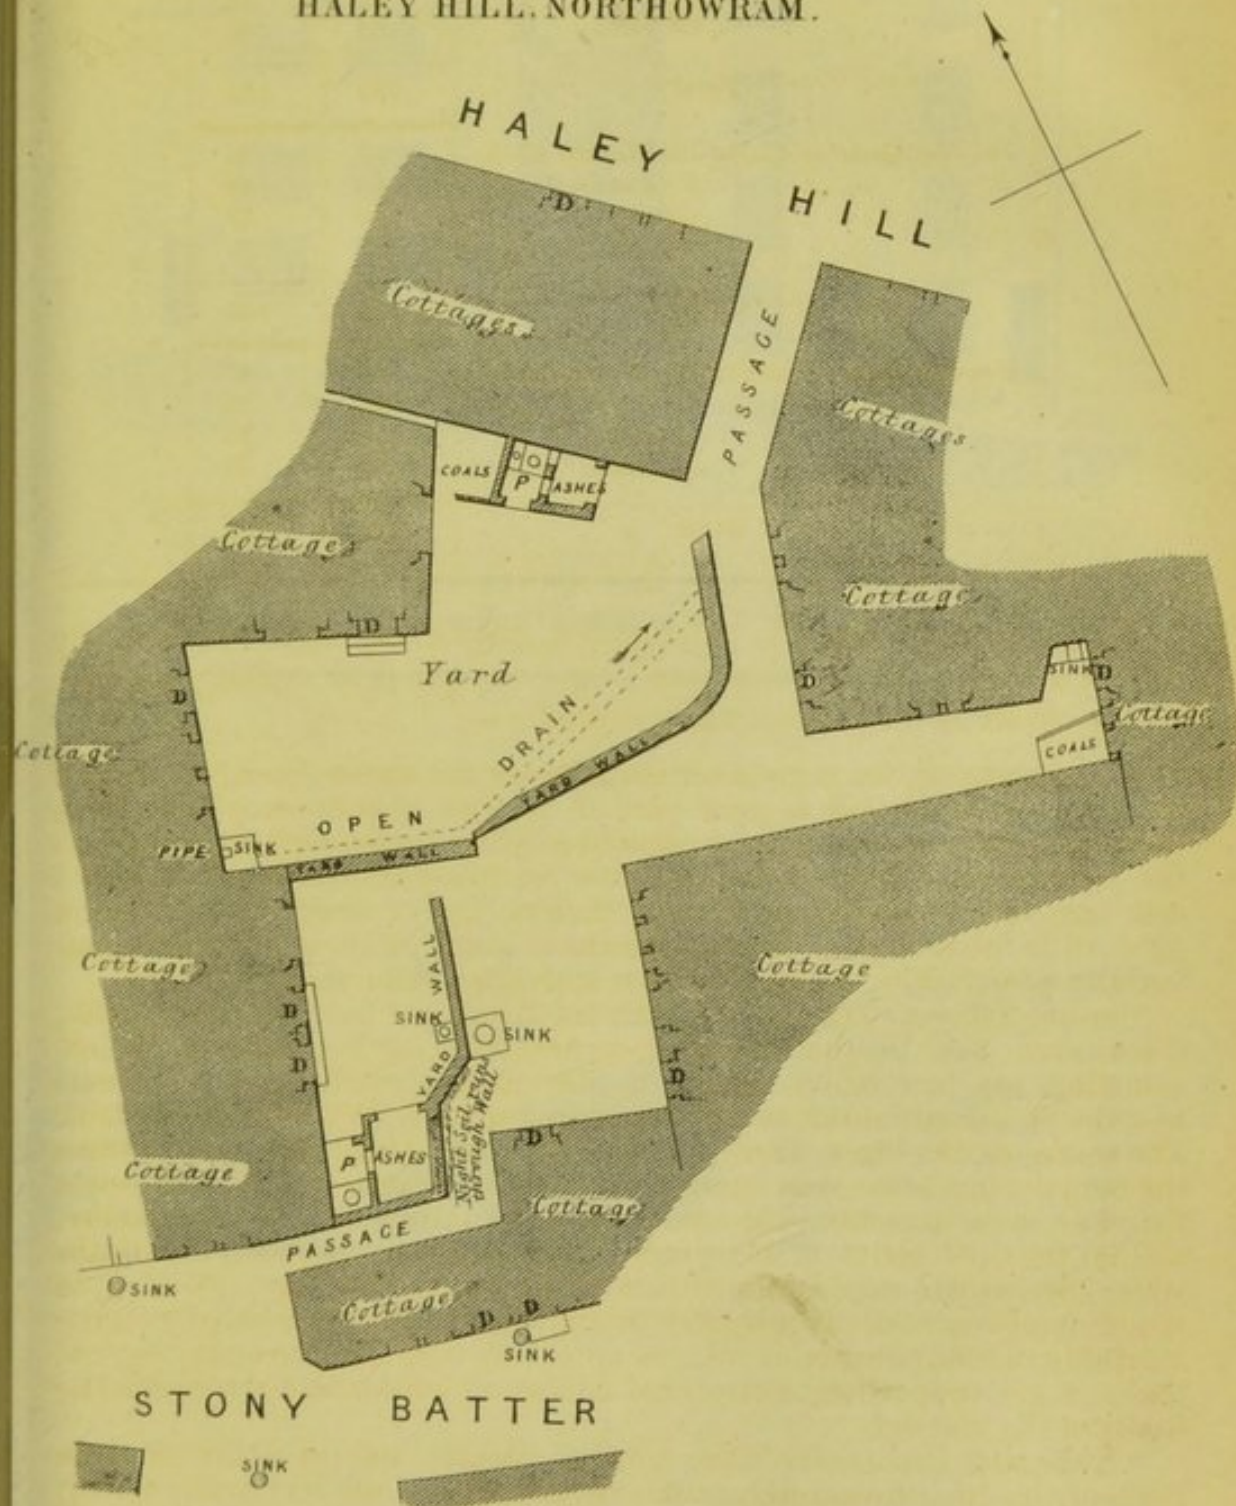 HALEY HILL, NORTHOWRAM.
HALEY HILL
D
Cottages
PASSAGE
Cottages
COALS
P
ASHES
Cottage
Cottage
D
Yard
D
DRAIN
D
SINK
D
Cottage
Cottage
YARD WALL
COALS
OPEN
PIPE
SINK
YARD WALL
Cottage
WALL
Cottage
D
SINK
SINK
D
YARD
D
Night Soil runs
through Wall
D
P
ASHES
Cottage
Cottage
PASSAGE
SINK
Cottage
D
D
SINK
STONY BATTER
SINK